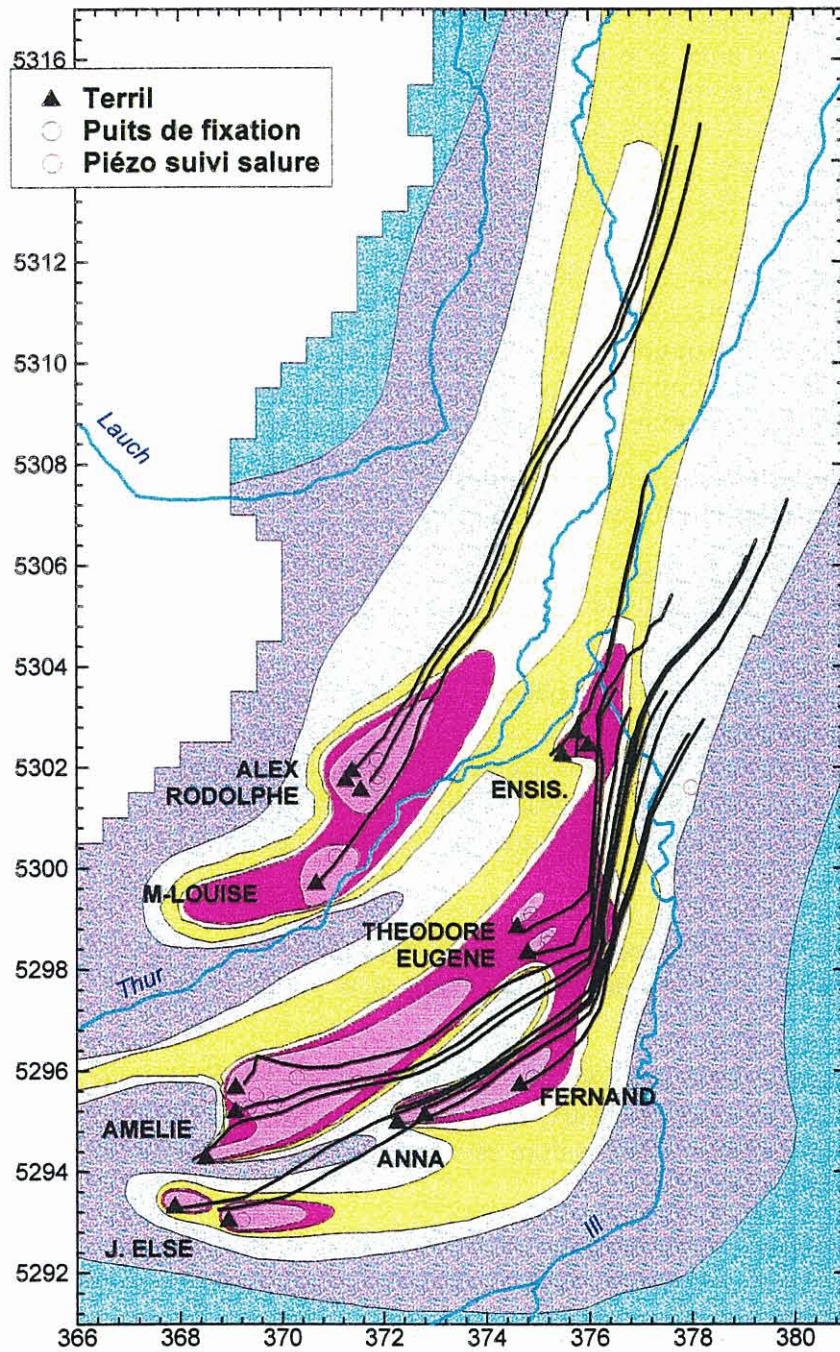 5316
Terril
Puits de fixation
Piézo suivi salure
5312
5310
Lauch
5308
5306
5304
ALEX
RODOLPHE
5302
ENSIS.
5300
M-LOUISE
THEODORE
EUGENE
5298
Thur
5296
FERNAND
AMELIE
ANNA
5294
J. ELSE
Ill
5292
366 368 370 372 374 376 378 380